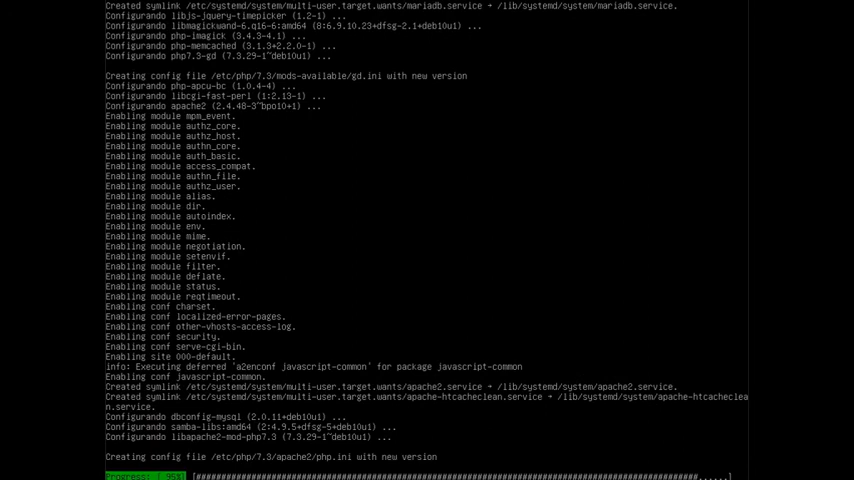 Created symlink /etc/systemd/system/multi-user.target.wants/mariadb.service → /lib/systemd/system/mariadb.service.
Configurando libjs-jquery-timepicker (1.2-1) ...
Configurando libmagickwand-6.q16-6:amd64 (8:6.9.10.23+dfsg-2.1+deb10u1) ...
Configurando php-imagick (3.4.3-4.1) ...
Configurando php-memcached (3.1.3+2.2.0-1) ...
Configurando php7.3-gd (7.3.29-1~deb10u1) ...
Creating config file /etc/php/7.3/mods-available/gd.ini with new version
Configurando php-apcu-bc (1.0.4-4) ...
Configurando libcgi-fast-perl (1:2.13-1) ...
Configurando apache2 (2.4.48-3~bpo10+1) ...
Enabling module mpm_event.
Enabling module authz_core.
Enabling module authz_host.
Enabling module authn_core.
Enabling module auth_basic.
Enabling module access_compat.
Enabling module authn_file.
Enabling module authz_user.
Enabling module alias.
Enabling module dir.
Enabling module autoindex.
Enabling module env.
Enabling module mime.
Enabling module negotiation.
Enabling module setenvif.
Enabling module filter.
Enabling module deflate.
Enabling module status.
Enabling module reqtimeout.
Enabling conf charset.
Enabling conf localized-error-pages.
Enabling conf other-vhosts-access-log.
Enabling conf security.
Enabling conf serve-cgi-bin.
Enabling site 000-default.
info: Executing deferred 'a2enconf javascript-common' for package javascript-common
Enabling conf javascript-common.
Created symlink /etc/systemd/system/multi-user.target.wants/apache2.service → /lib/systemd/system/apache2.service.
Created symlink /etc/systemd/system/multi-user.target.wants/apache-htcacheclean.service → /lib/systemd/system/apache-htcacheclea
n.service.
Configurando dbconfig-mysql (2.0.11+deb10u1) ...
Configurando samba-libs:amd64 (2:4.9.5+dfsg-5+deb10u1) ...
Configurando libapache2-mod-php7.3 (7.3.29-1~deb10u1) ...
Creating config file /etc/php/7.3/apache2/php.ini with new version
Progress: [ 95%] [####################################################################################################......]